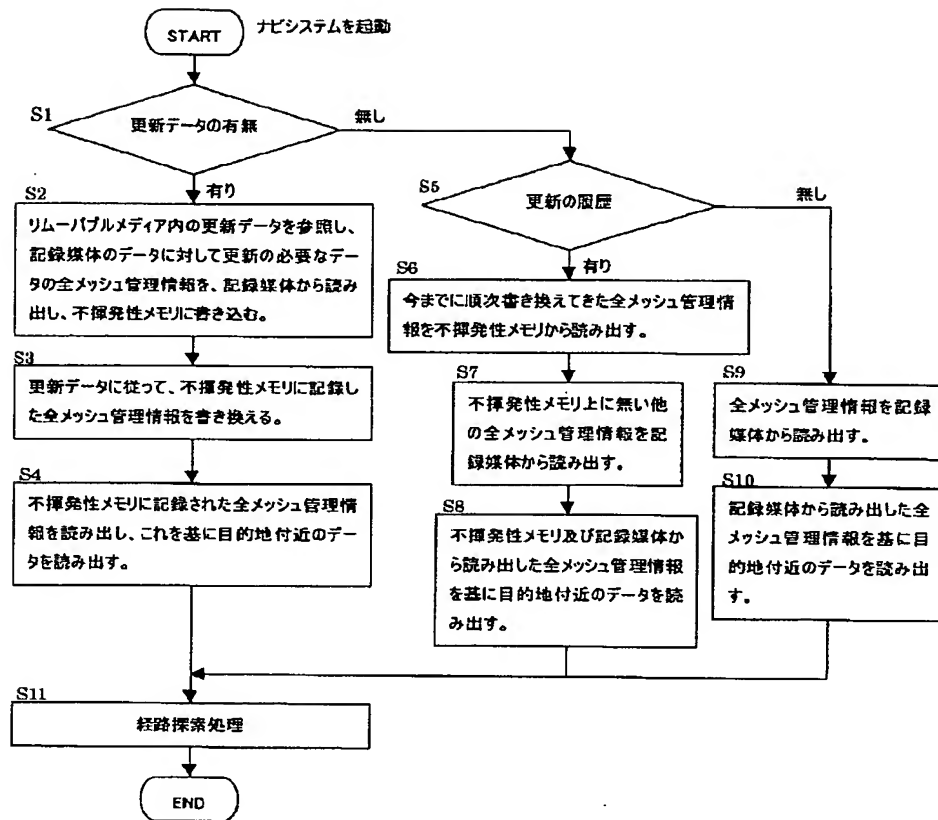 START
ナビシステムを起動
S1
更新データの有無
無し
有り
S2
リムーバブルメディア内の更新データを参照し、
記録媒体のデータに対して更新の必要なデー
タの全メッシュ管理情報を、記録媒体から読み
出し、不揮発性メモリに書き込む。
S3
更新データに従って、不揮発性メモリに記録し
た全メッシュ管理情報を書き換える。
S4
不揮発性メモリに記録された全メッシュ管理情
報を読み出し、これを基に目的地付近のデー
タを読み出す。
S5
更新の履歴
無し
有り
S6
今までに順次書き換えてきた全メッシュ管理情
報を不揮発性メモリから読み出す。
S7
不揮発性メモリ上に無い他
の全メッシュ管理情報を記
録媒体から読み出す。
S8
不揮発性メモリ及び記録媒体か
ら読み出した全メッシュ管理情報
を基に目的地付近のデータを読
み出す。
S9
全メッシュ管理情報を記録
媒体から読み出す。
S10
記録媒体から読み出した全
メッシュ管理情報を基に目
的地付近のデータを読み出
す。
S11
経路探索処理
END